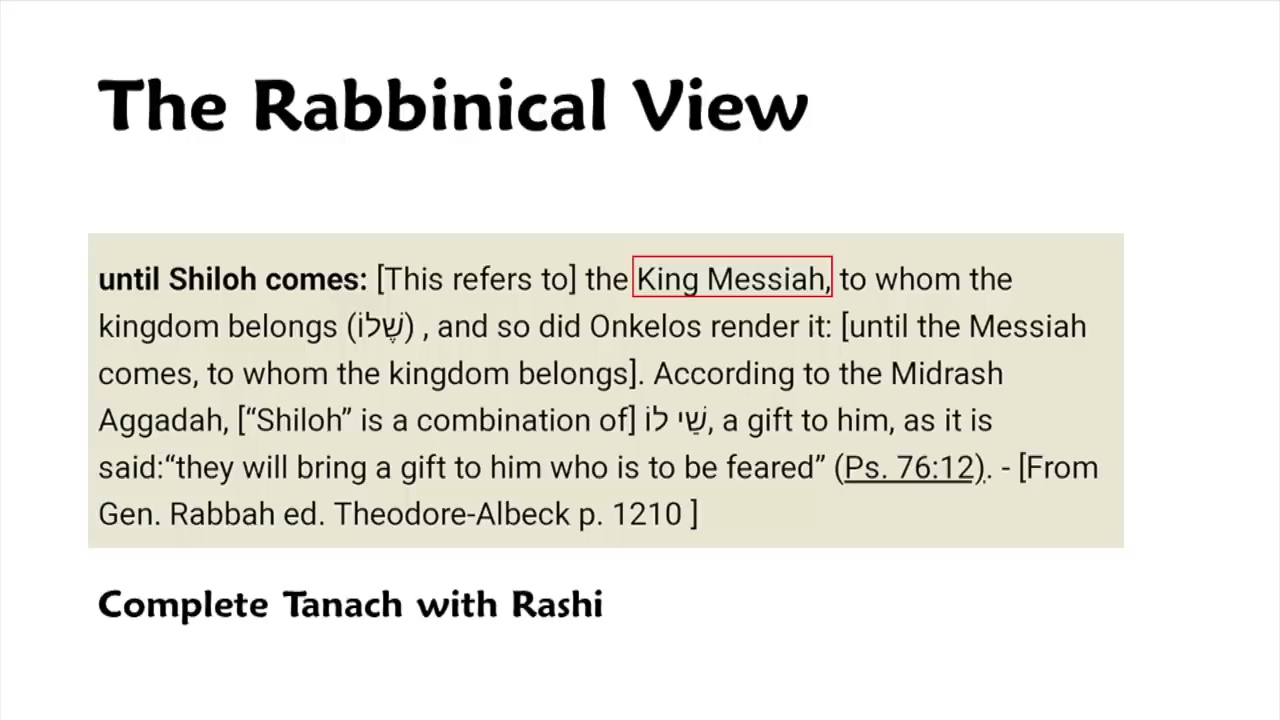 The Rabbinical View
until Shiloh comes: [This refers to] the King Messiah, to whom the
kingdom belongs (שֶׁלוֹ) , and so did Onkelos render it: [until the Messiah
comes, to whom the kingdom belongs]. According to the Midrash
Aggadah, [“Shiloh” is a combination of] שַׁי לוֹ, a gift to him, as it is
said:“they will bring a gift to him who is to be feared” (Ps. 76:12). - [From
Gen. Rabbah ed. Theodore-Albeck p. 1210 ]
Complete Tanach with Rashi